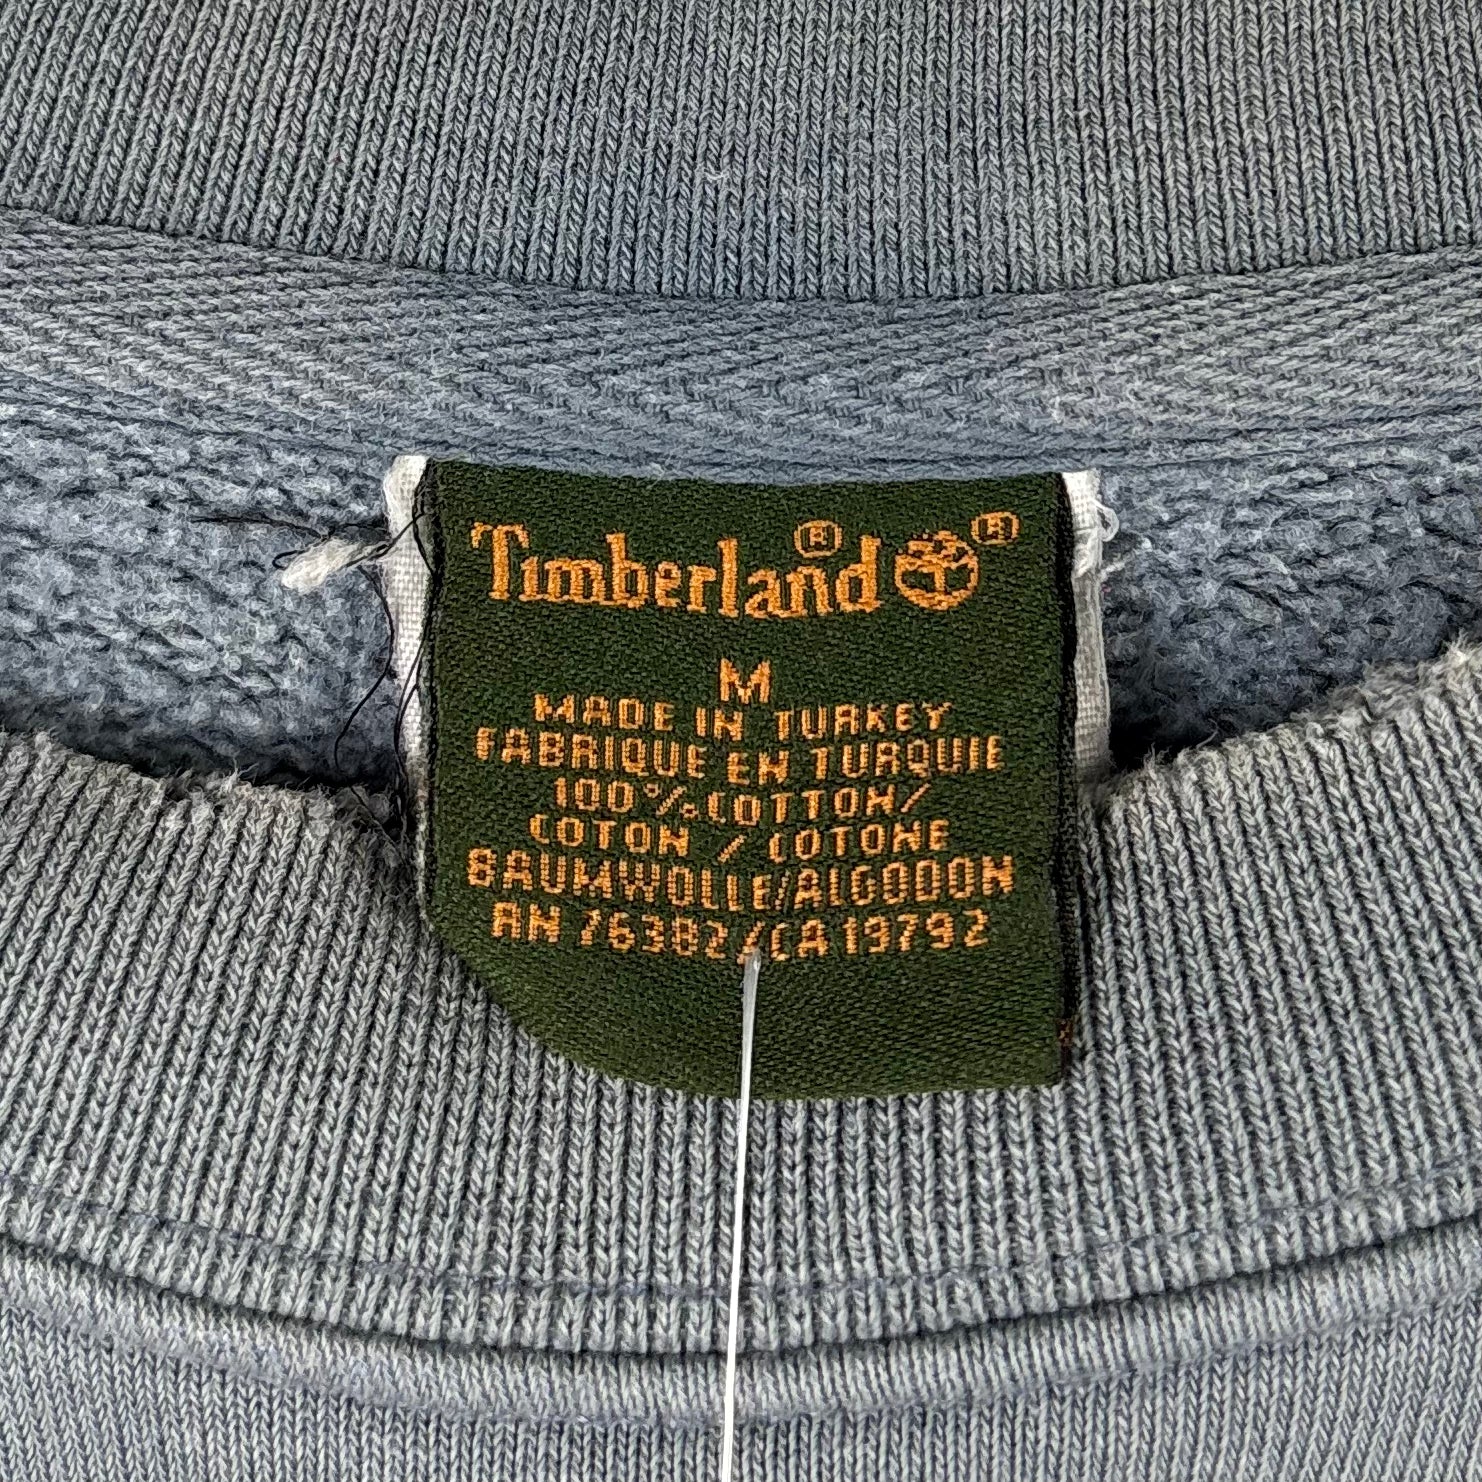 Timberland® ®
M
MADE IN TURKEY
FABRIQUE EN TURQUIE
100% COTTON/
COTON / COTONE
BAUMWOLLE/ALGODON
RN 76382/CA 19792